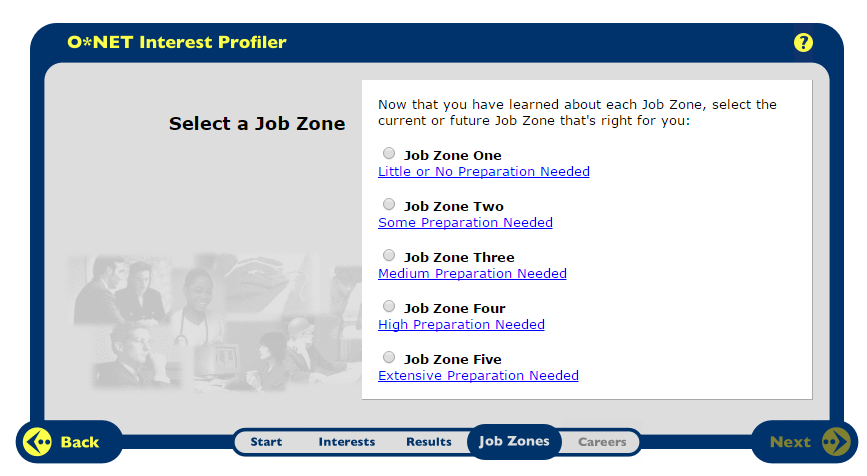 O*NET Interest Profiler
?
Select a Job Zone
Now that you have learned about each Job Zone, select the
current or future Job Zone that's right for you:
Job Zone One
Little or No Preparation Needed
Job Zone Two
Some Preparation Needed
Job Zone Three
Medium Preparation Needed
Job Zone Four
High Preparation Needed
Job Zone Five
Extensive Preparation Needed
Back
Start Interests Results Job Zones Careers
Next